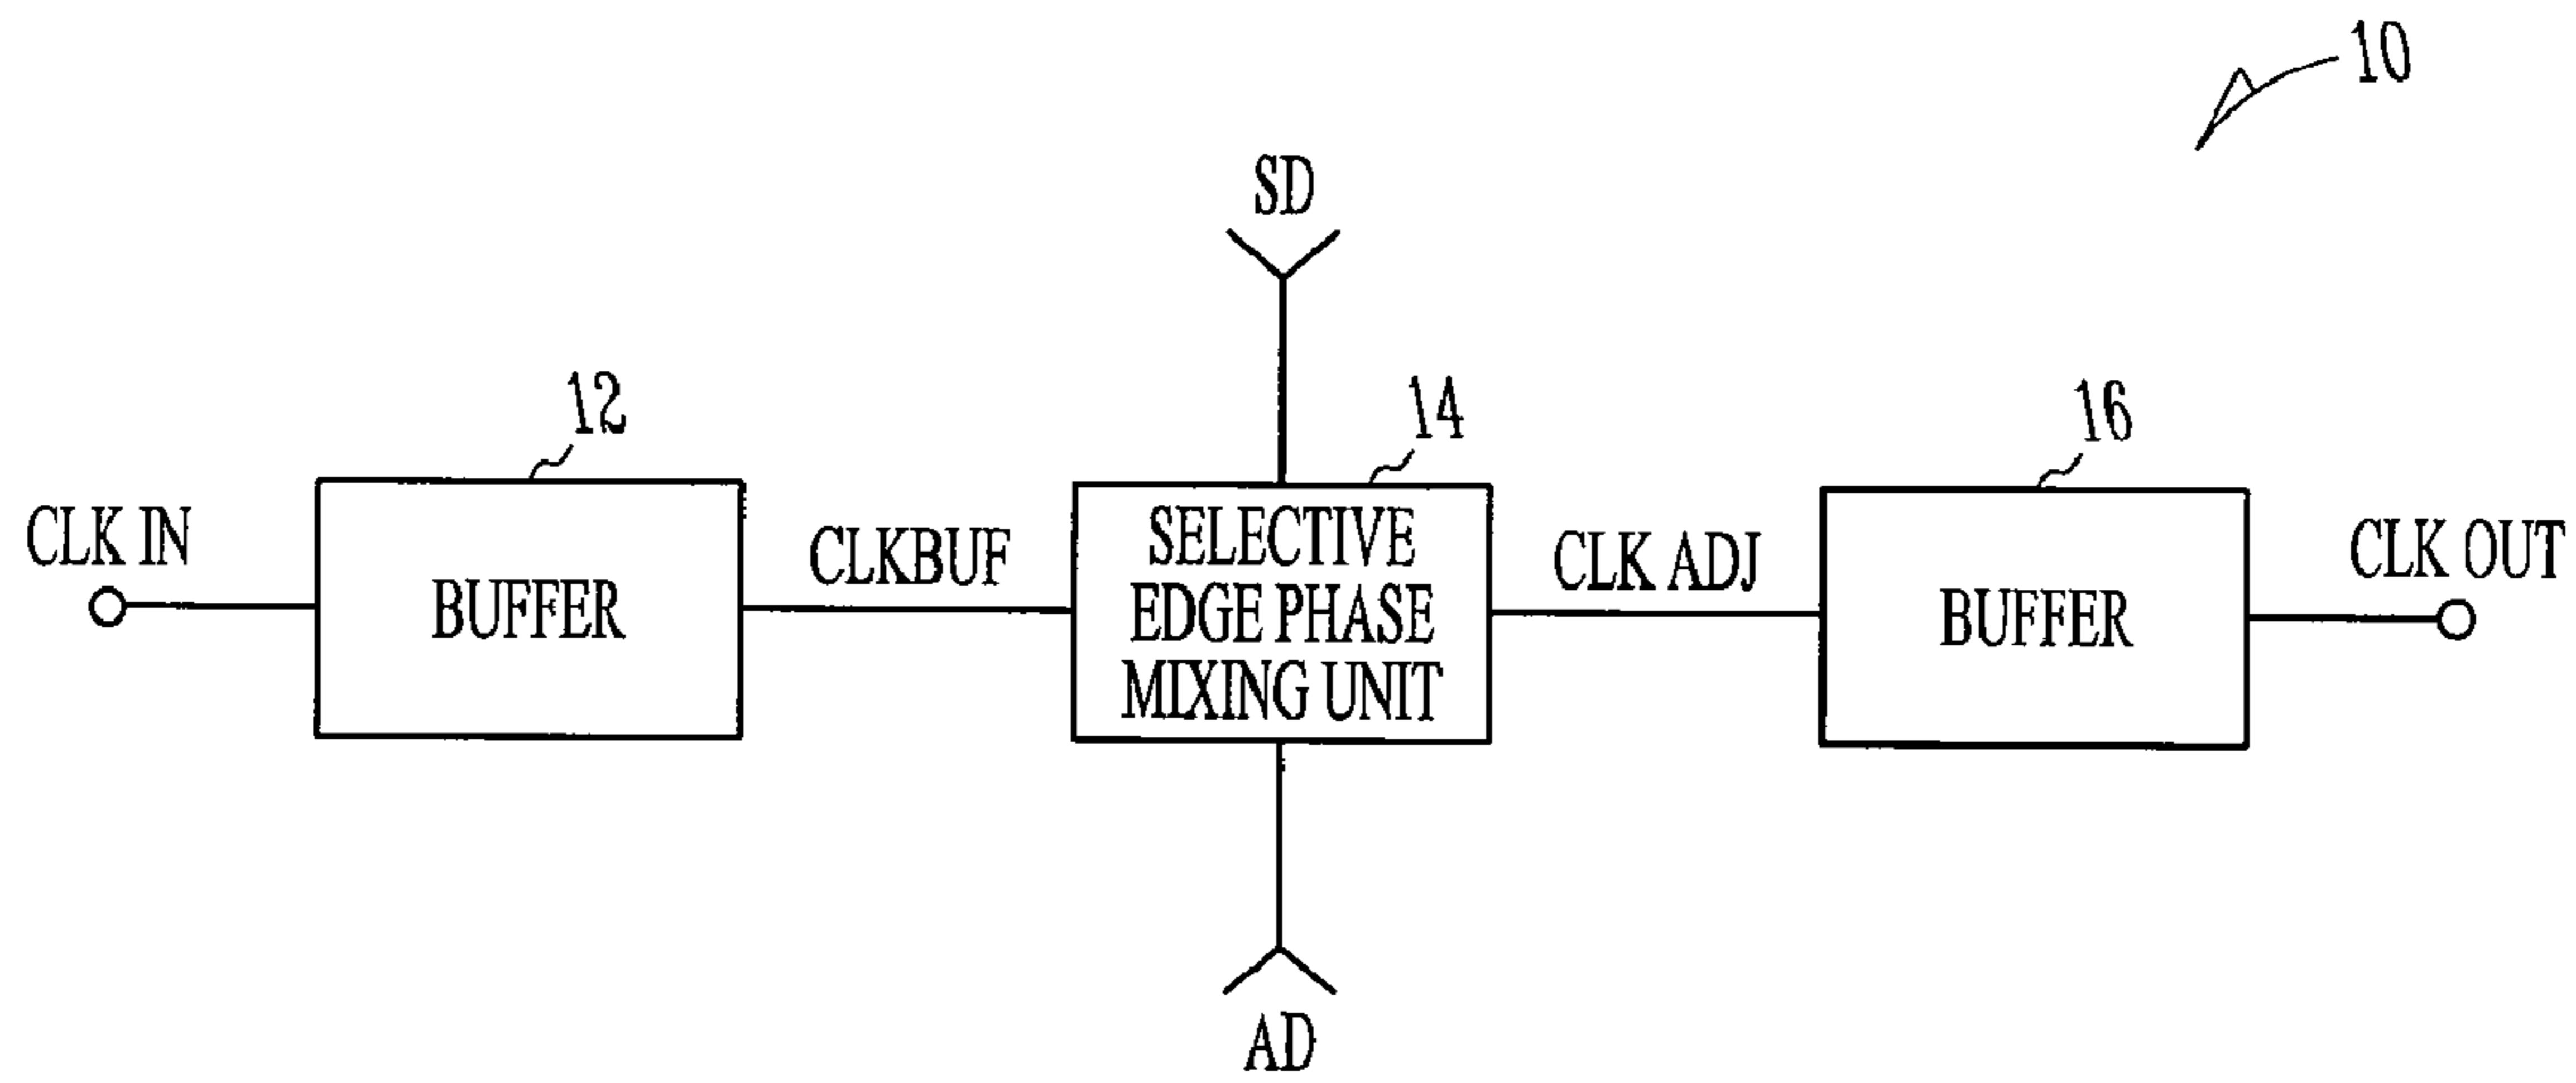 10
SD
12
14
16
CLK IN
BUFFER
CLKBUF
SELECTIVE
EDGE PHASE
MIXING UNIT
CLK ADJ
BUFFER
CLK OUT
AD